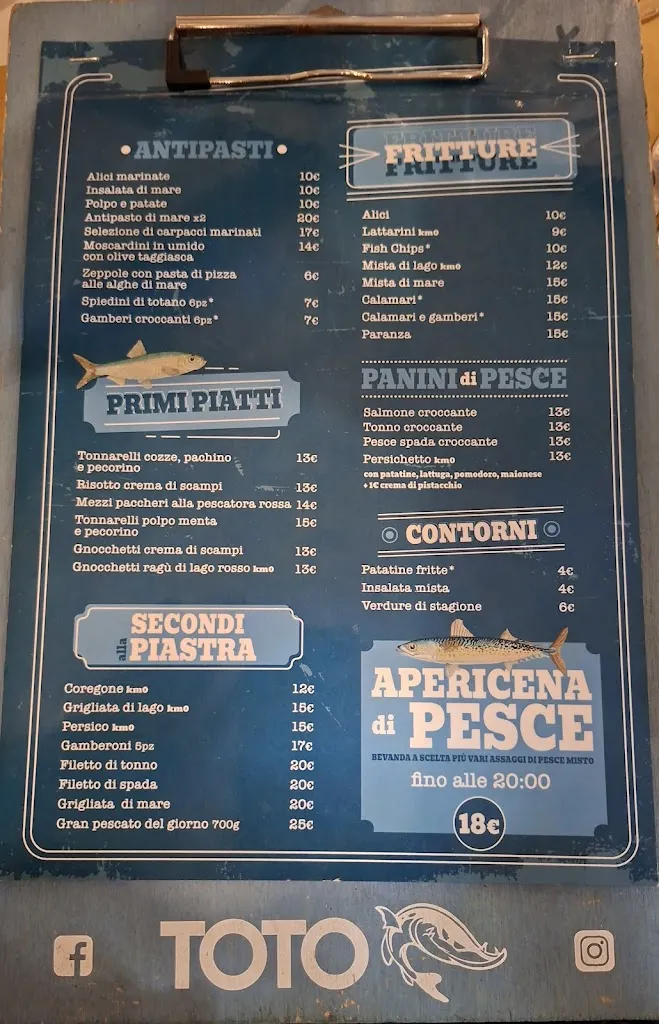 • ANTIPASTI •
Alici marinate 10€
Insalata di mare 10€
Polpo e patate 10€
Antipasto di mare x2 20€
Selezione di carpacci marinati 17€
Moscardini in umido 14€
con olive taggiasca
Zeppole con pasta di pizza 6€
alle alghe di mare
Spiedini di totano 6pz* 7€
Gamberi croccanti 6pz* 7€
PRIMI PIATTI
Tonnarelli cozze, pachino 13€
e pecorino
Risotto crema di scampi 13€
Mezzi paccheri alla pescatora rossa 14€
Tonnarelli polpo menta 15€
e pecorino
Gnocchetti crema di scampi 13€
Gnocchetti ragù di lago rosso km0 13€
SECONDI
alla PIASTRA
Coregone km0 12€
Grigliata di lago km0 15€
Persico km0 15€
Gamberoni 5pz 17€
Filetto di tonno 20€
Filetto di spada 20€
Grigliata di mare 20€
Gran pescato del giorno 700g 25€
FRITTURE
Alici 10€
Lattarini km0 9€
Fish Chips* 10€
Mista di lago km0 12€
Mista di mare 15€
Calamari* 15€
Calamari e gamberi* 15€
Paranza 15€
PANINI di PESCE
Salmone croccante 13€
Tonno croccante 13€
Pesce spada croccante 13€
Persichetto km0 13€
con patatine, lattuga, pomodoro, maionese
+1€ crema di pistacchio
CONTORNI
Patatine fritte* 4€
Insalata mista 4€
Verdure di stagione 6€
APERICENA
di PESCE
BEVANDA A SCELTA PIÙ VARI ASSAGGI DI PESCE MISTO
fino alle 20:00
18€
TOTO